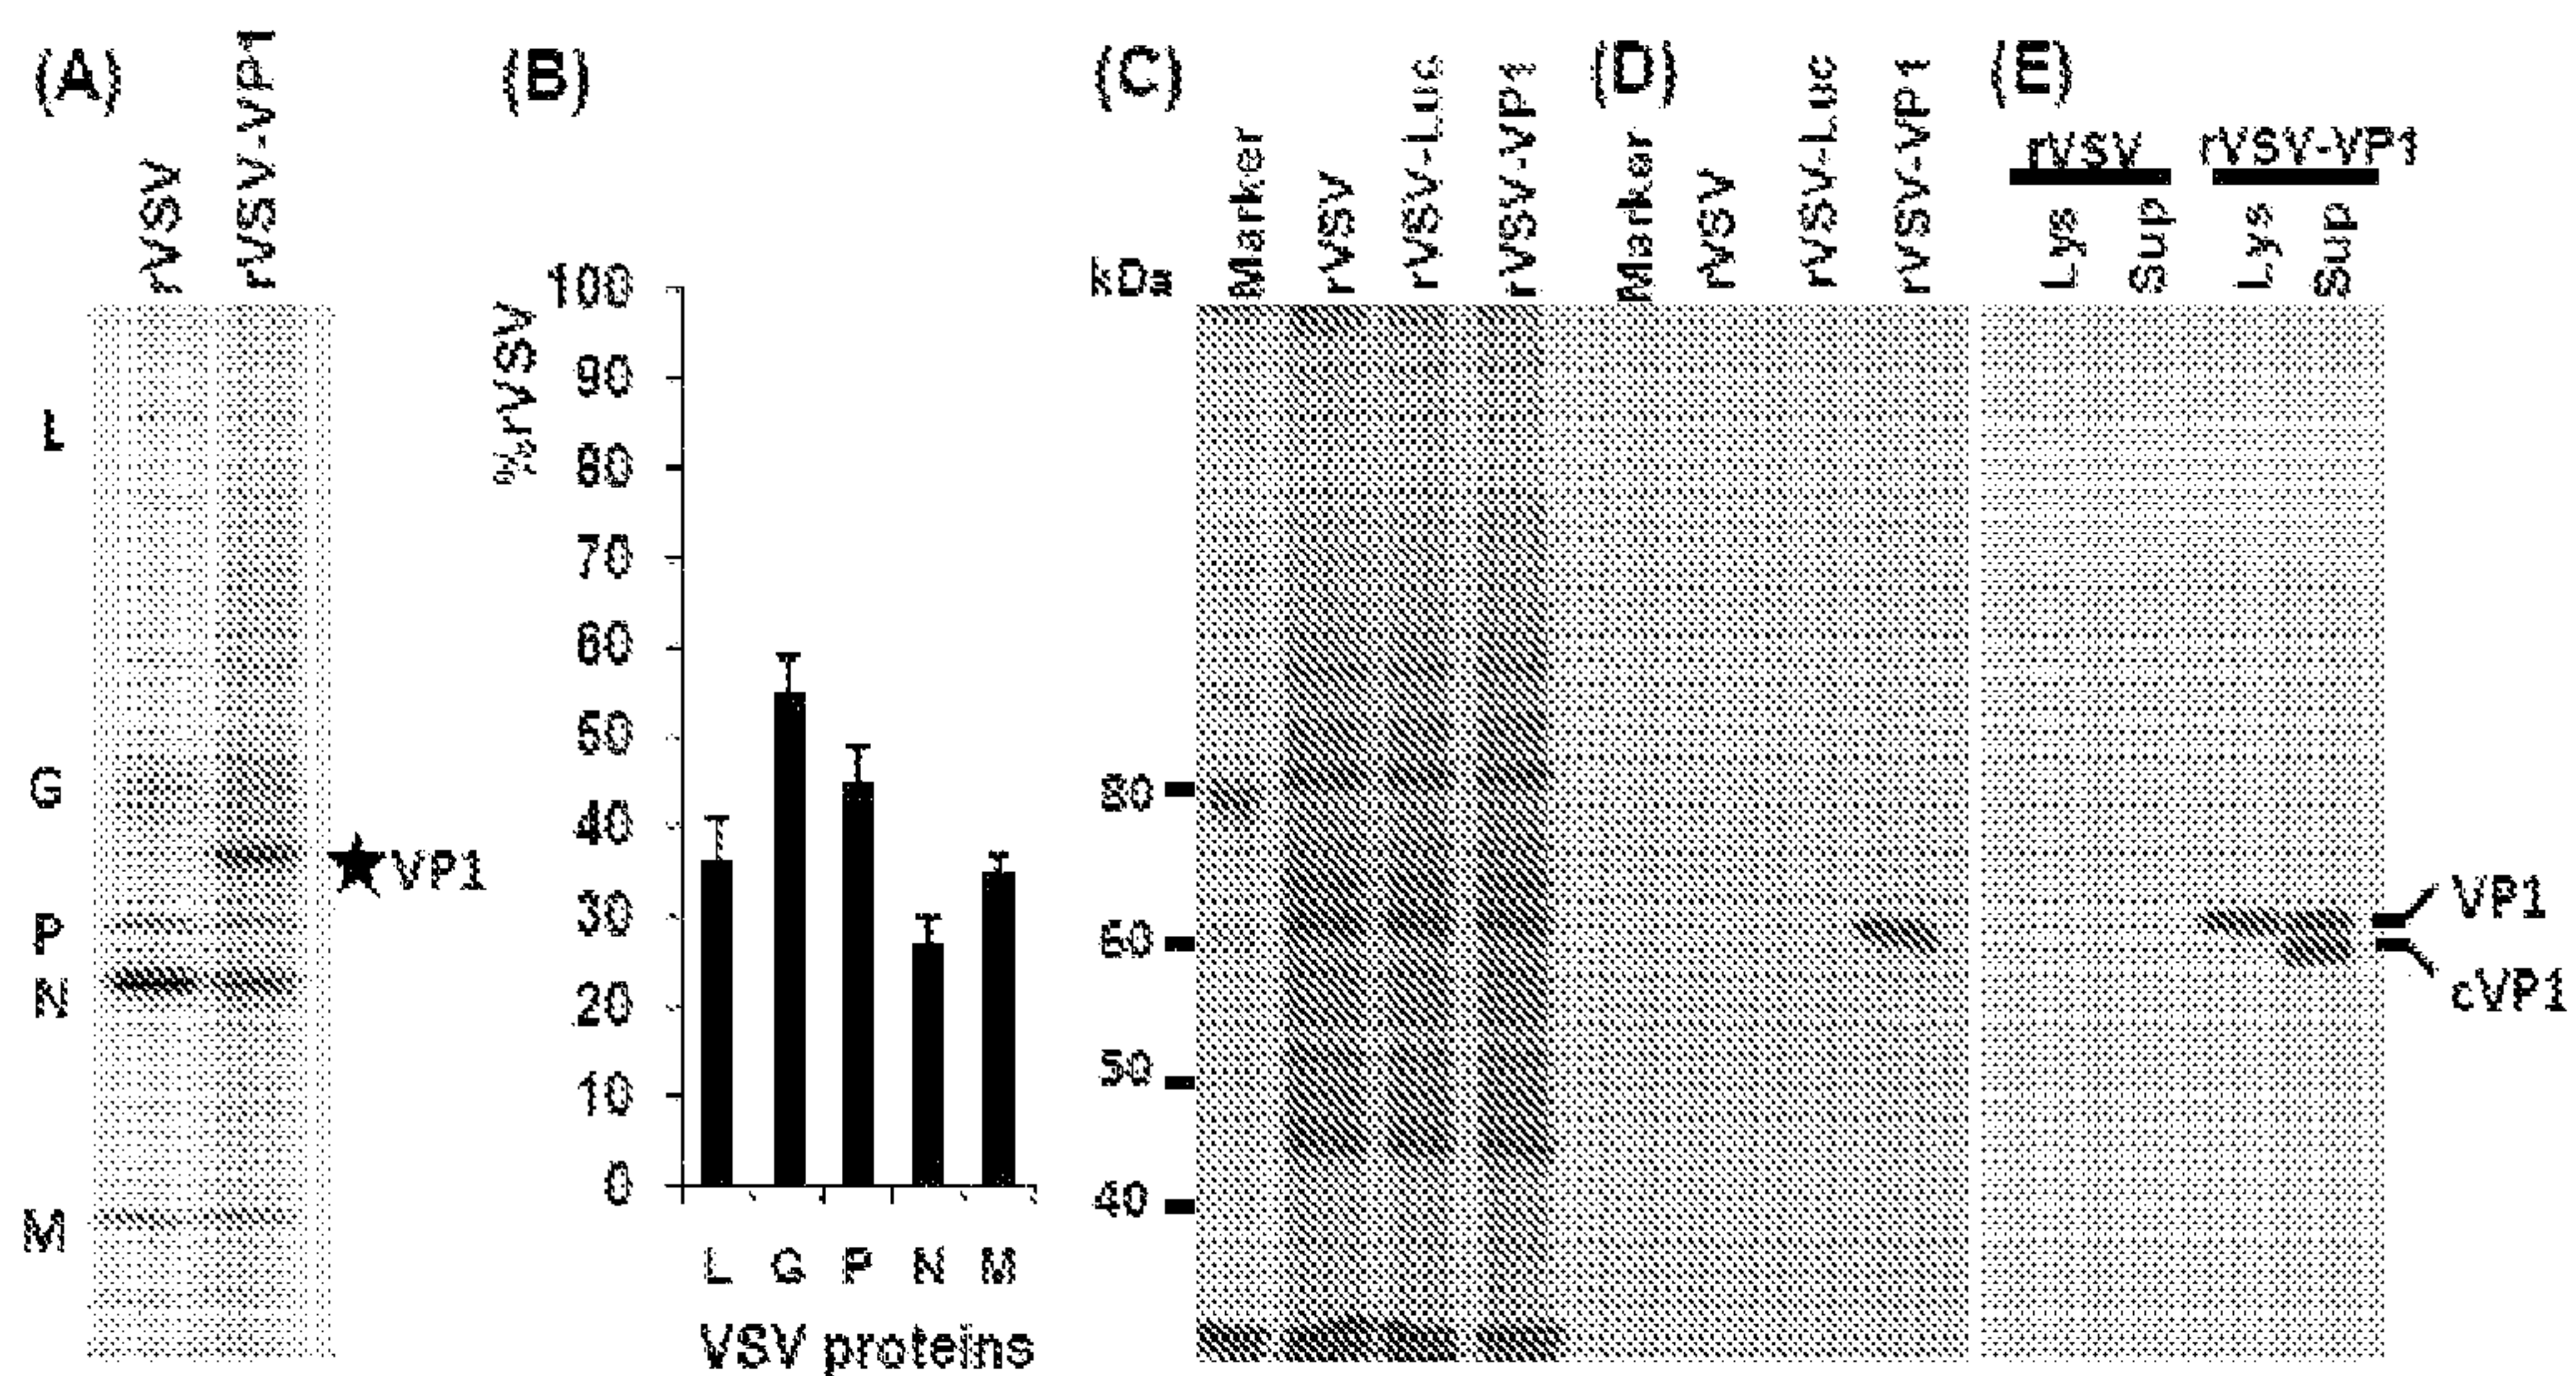 (A)
rVSV
rVSV-VP1
L
G
P
N
M
VP1
(B)
%rVSV
100
90
80
70
60
50
40
30
20
10
0
L G P N M
VSV proteins
(C)
kDa
Marker
rVSV
rVSV-Luc
rVSV-VP1
80
60
50
40
(D)
Marker
rVSV
rVSV-Luc
rVSV-VP1
(E)
rVSV rVSV-VP1
Lys
Sup
Lys
Sup
VP1
cVP1